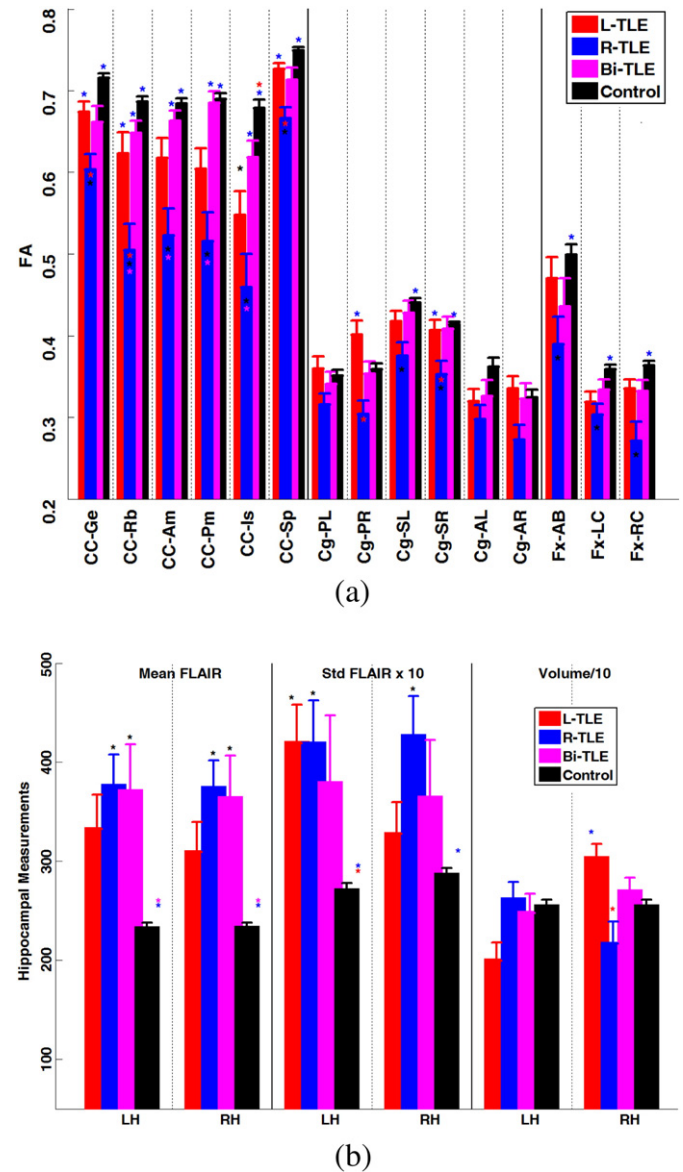 0.8
0.7
0.6
0.5
0.4
0.3
0.2
FA
L-TLE
R-TLE
Bi-TLE
Control
CC-Ge
CC-Rb
CC-Am
CC-Pm
CC-Is
CC-Sp
Cg-PL
Cg-PR
Cg-SL
Cg-SR
Cg-AL
Cg-AR
Fx-AB
Fx-LC
Fx-RC
(a)
500
400
300
200
100
Hippocampal Measurements
Mean FLAIR
Std FLAIR x 10
Volume/10
L-TLE
R-TLE
Bi-TLE
Control
LH
RH
LH
RH
LH
RH
(b)